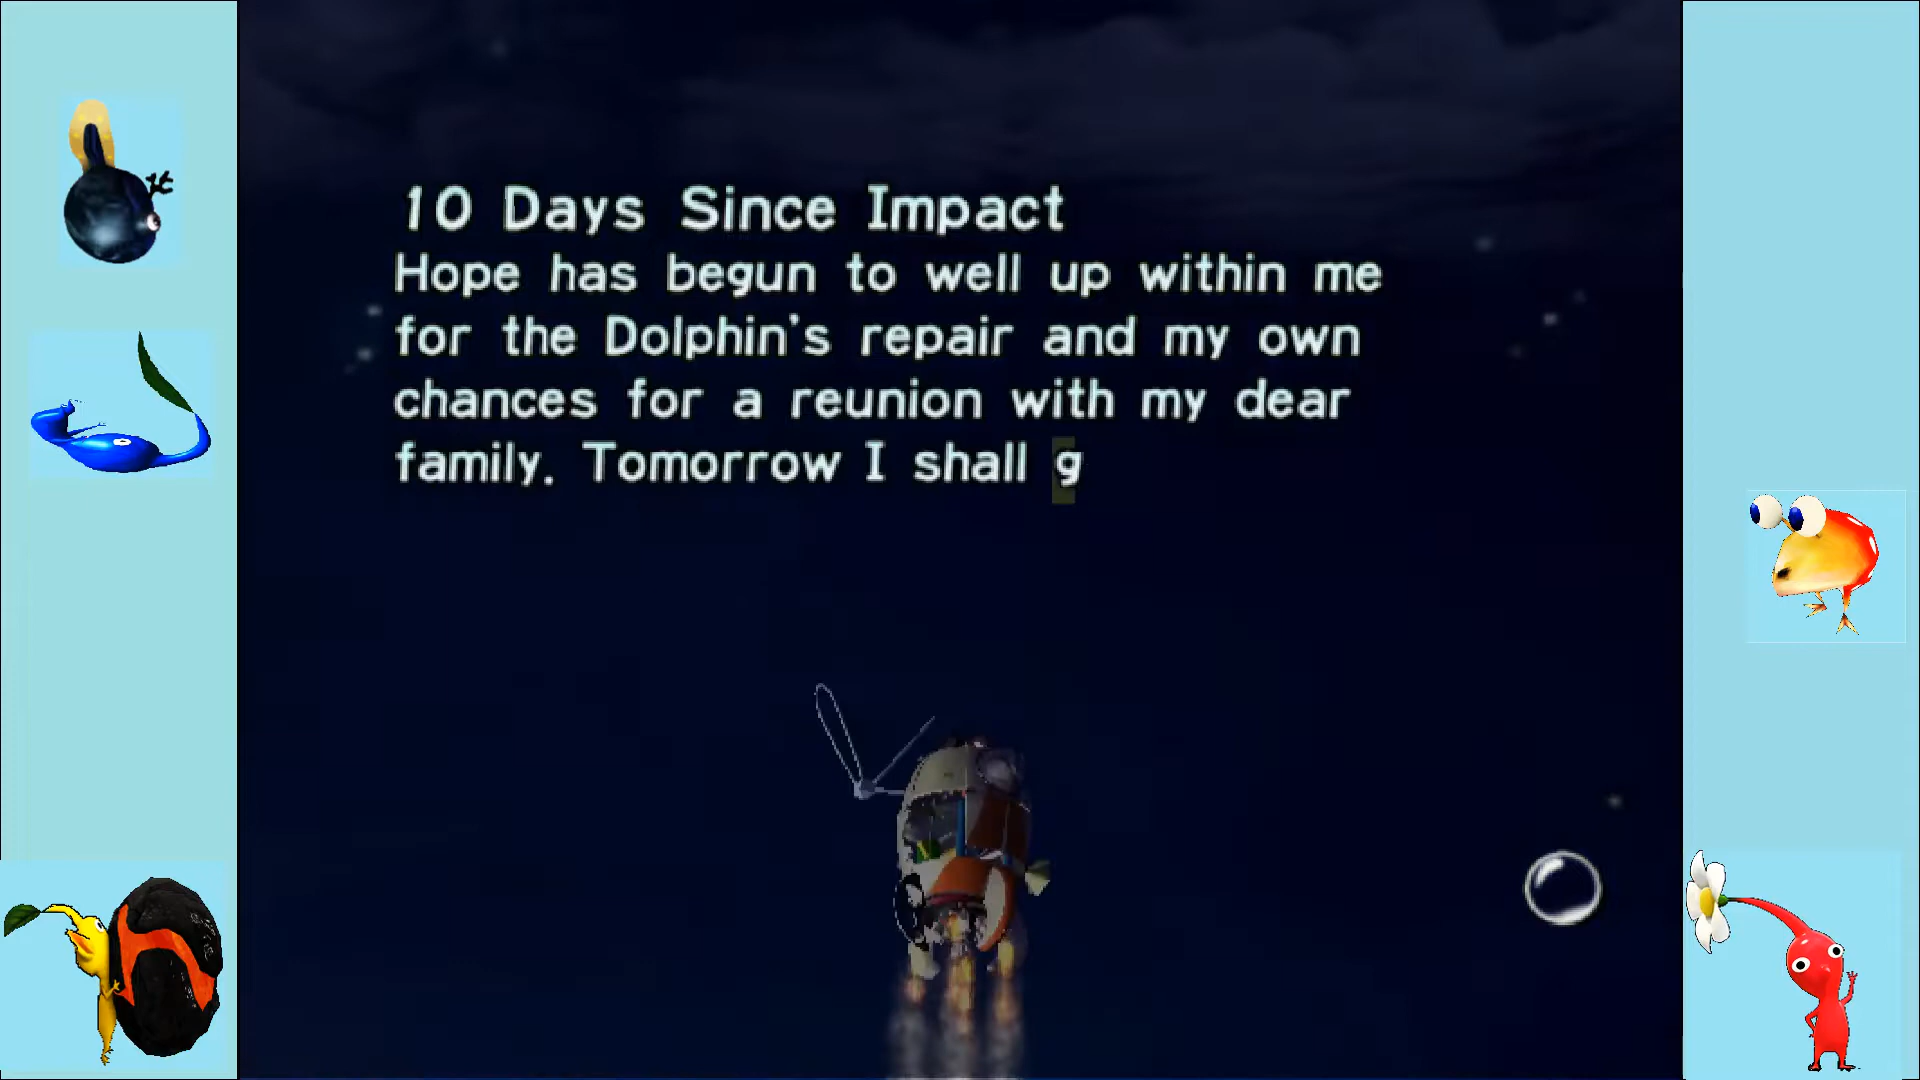 10 Days Since Impact
Hope has begun to well up within me
for the Dolphin's repair and my own
chances for a reunion with my dear
family. Tomorrow I shall g